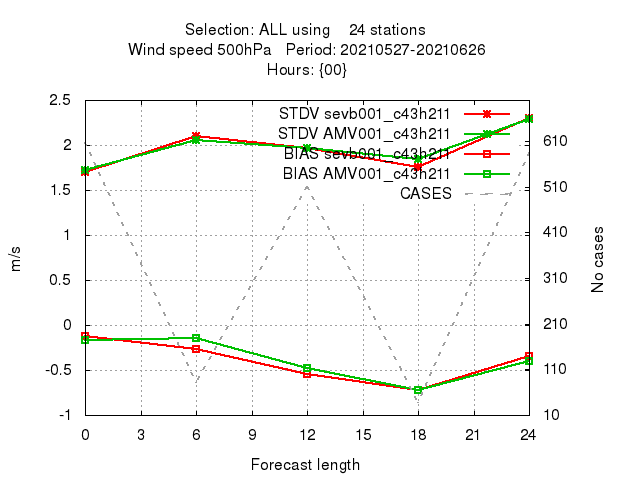 Selection: ALL using 24 stations
Wind speed 500hPa Period: 20210527-20210626
Hours: {00}
STDV sevb001_c43h211
STDV AMV001_c43h211
BIAS sevb001_c43h211
BIAS AMV001_c43h211
CASES
2.5
2
1.5
1
0.5
0
-0.5
-1
m/s
610
510
410
310
210
110
10
No cases
0 3 6 9 12 15 18 21 24
Forecast length